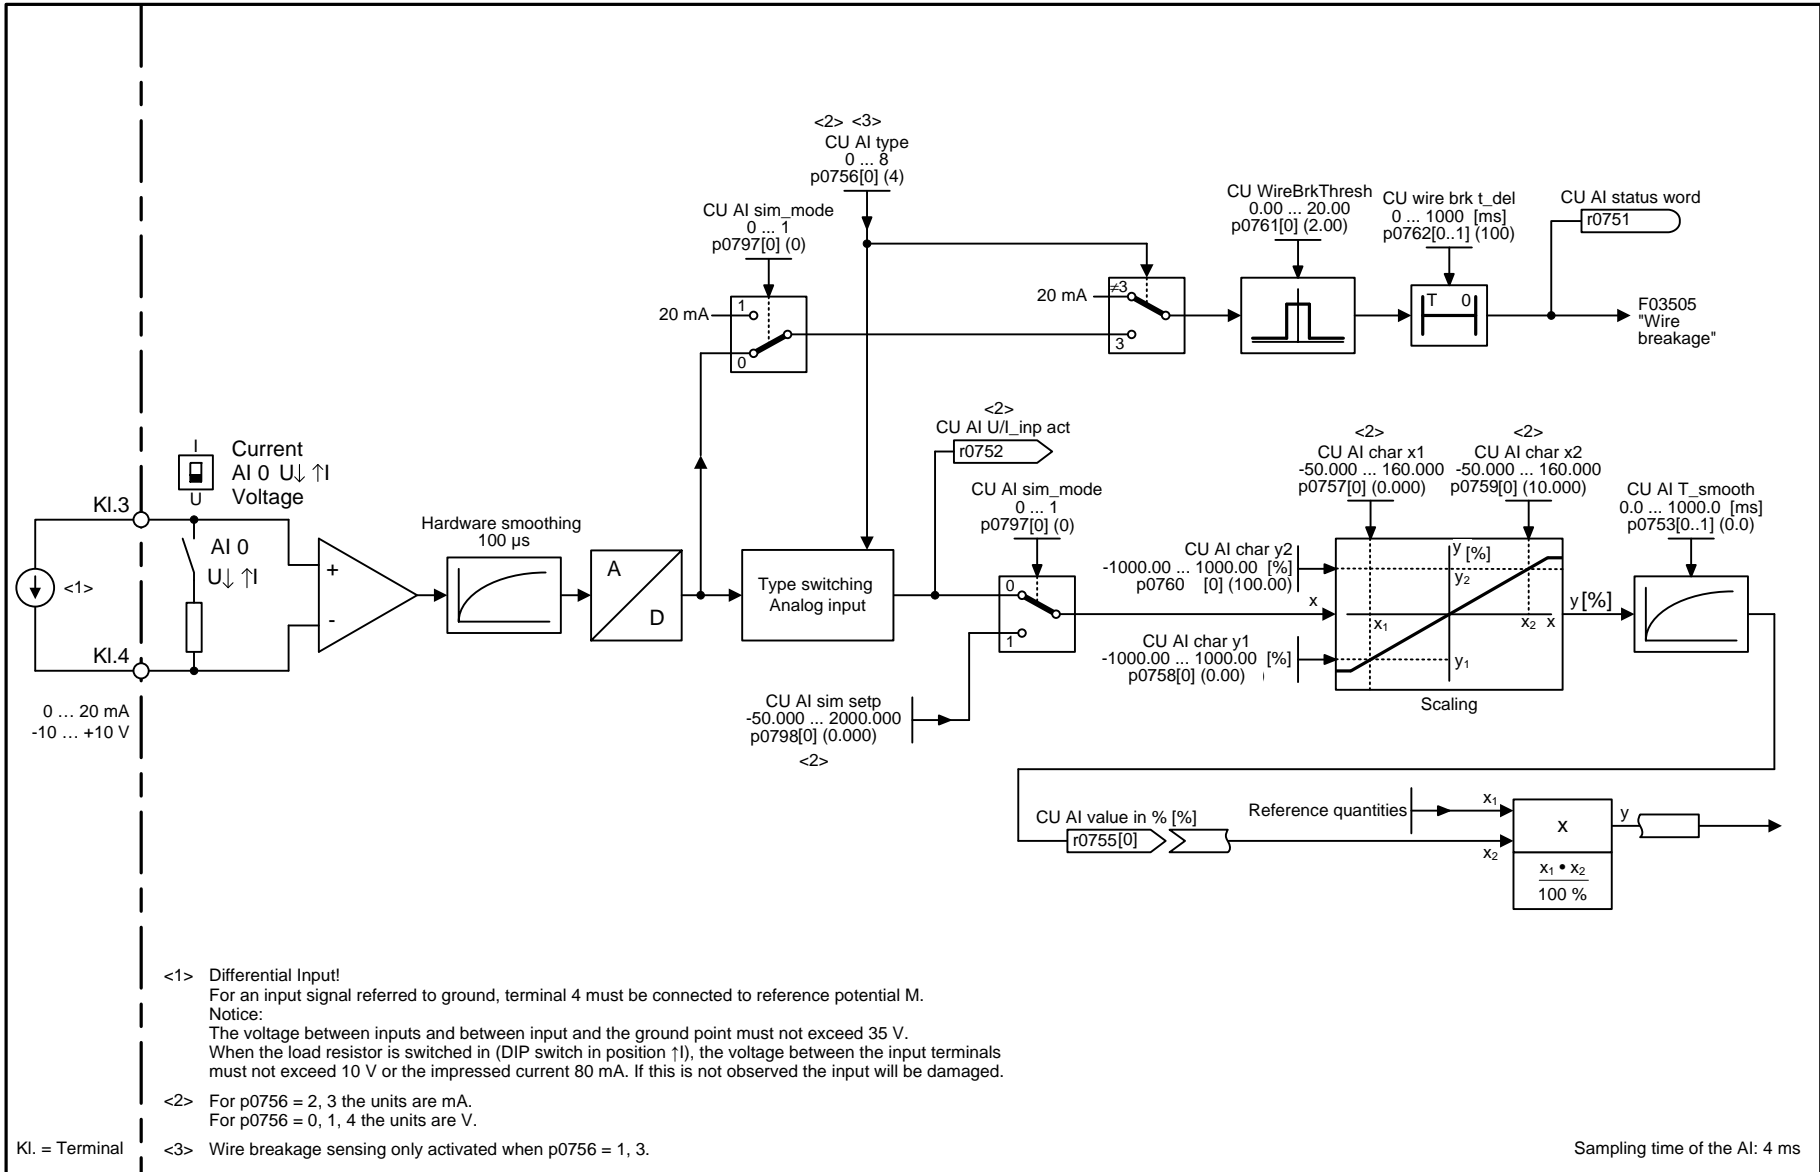 <2> <3>
CU AI type
0 ... 8
p0756[0] (4)
CU AI sim_mode
0 ... 1
p0797[0] (0)
CU WireBrkThresh
0.00 ... 20.00
p0761[0] (2.00)
CU wire brk t_del
0 ... 1000 [ms]
p0762[0..1] (100)
CU AI status word
r0751
20 mA
1
0
20 mA
≠3
3
T 0
F03505
"Wire
breakage"
<2>
CU AI U/I_inp act
r0752
I
U
Current
AI 0 U↓ ↑I
Voltage
Kl.3
AI 0
U↓ ↑I
<1>
Kl.4
0 … 20 mA
-10 … +10 V
+
-
Hardware smoothing
100 µs
A
D
Type switching
Analog input
CU AI sim_mode
0 ... 1
p0797[0] (0)
0
1
CU AI sim setp
-50.000 ... 2000.000
p0798[0] (0.000)
<2>
<2>
CU AI char x1
-50.000 ... 160.000
p0757[0] (0.000)
<2>
CU AI char x2
-50.000 ... 160.000
p0759[0] (10.000)
CU AI T_smooth
0.0 ... 1000.0 [ms]
p0753[0..1] (0.0)
CU AI char y2
-1000.00 ... 1000.00 [%]
p0760 [0] (100.00)
x
CU AI char y1
-1000.00 ... 1000.00 [%]
p0758[0] (0.00)
y [%]
y₂
x₁
x₂ x
y₁
Scaling
y [%]
CU AI value in % [%]
r0755[0]
Reference quantities
x₁
x₂
x
x₁ • x₂
100 %
y
<1> Differential Input!
For an input signal referred to ground, terminal 4 must be connected to reference potential M.
Notice:
The voltage between inputs and between input and the ground point must not exceed 35 V.
When the load resistor is switched in (DIP switch in position ↑I), the voltage between the input terminals
must not exceed 10 V or the impressed current 80 mA. If this is not observed the input will be damaged.
<2> For p0756 = 2, 3 the units are mA.
For p0756 = 0, 1, 4 the units are V.
Kl. = Terminal
<3> Wire breakage sensing only activated when p0756 = 1, 3.
Sampling time of the AI: 4 ms